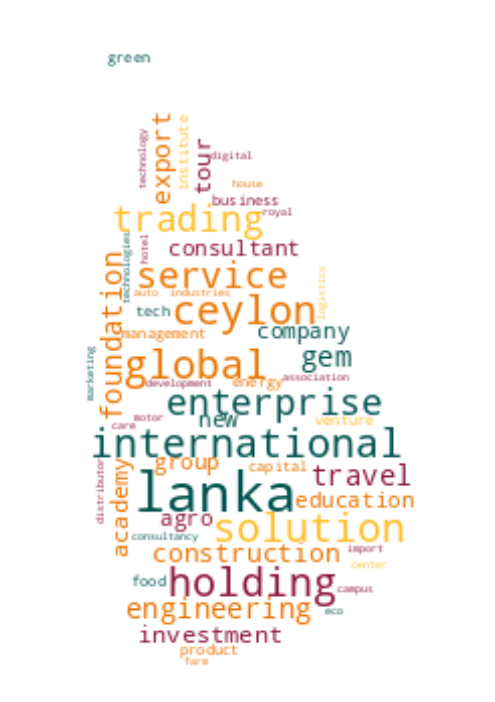 green
technology
export
institute
tour
digital
house
business
royal
trading
consultant
hotel
technologies
service
foundation
auto industries
logistics
tech
ceylon
management
company
global
gem
marketing
development
energy
association
enterprise
new
motor
care
venture
international
group
capital
travel
academy
distributor
lanka
education
agro
solution
consultancy
construction
import
center
food
holding
campus
engineering
eco
investment
product
farm